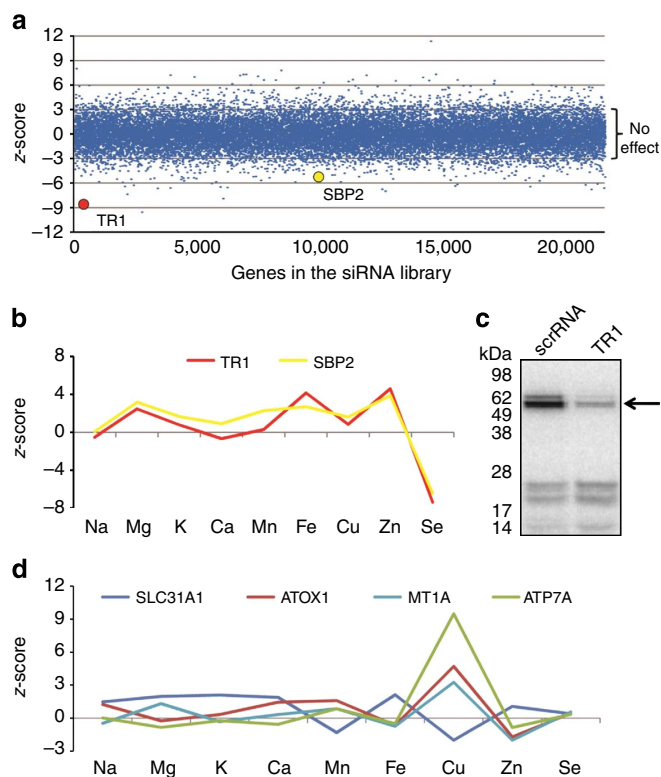 a
12
9
6
3
0
−3
−6
−9
−12
z-score
No effect
SBP2
TR1
0 5,000 10,000 15,000 20,000
Genes in the siRNA library
b
8
4
0
−4
−8
z-score
TR1 SBP2
Na Mg K Ca Mn Fe Cu Zn Se
c
scrRNA TR1
kDa
98
62
49
38
28
17
14
d
12
9
6
3
0
−3
z-score
SLC31A1 ATOX1 MT1A ATP7A
Na Mg K Ca Mn Fe Cu Zn Se